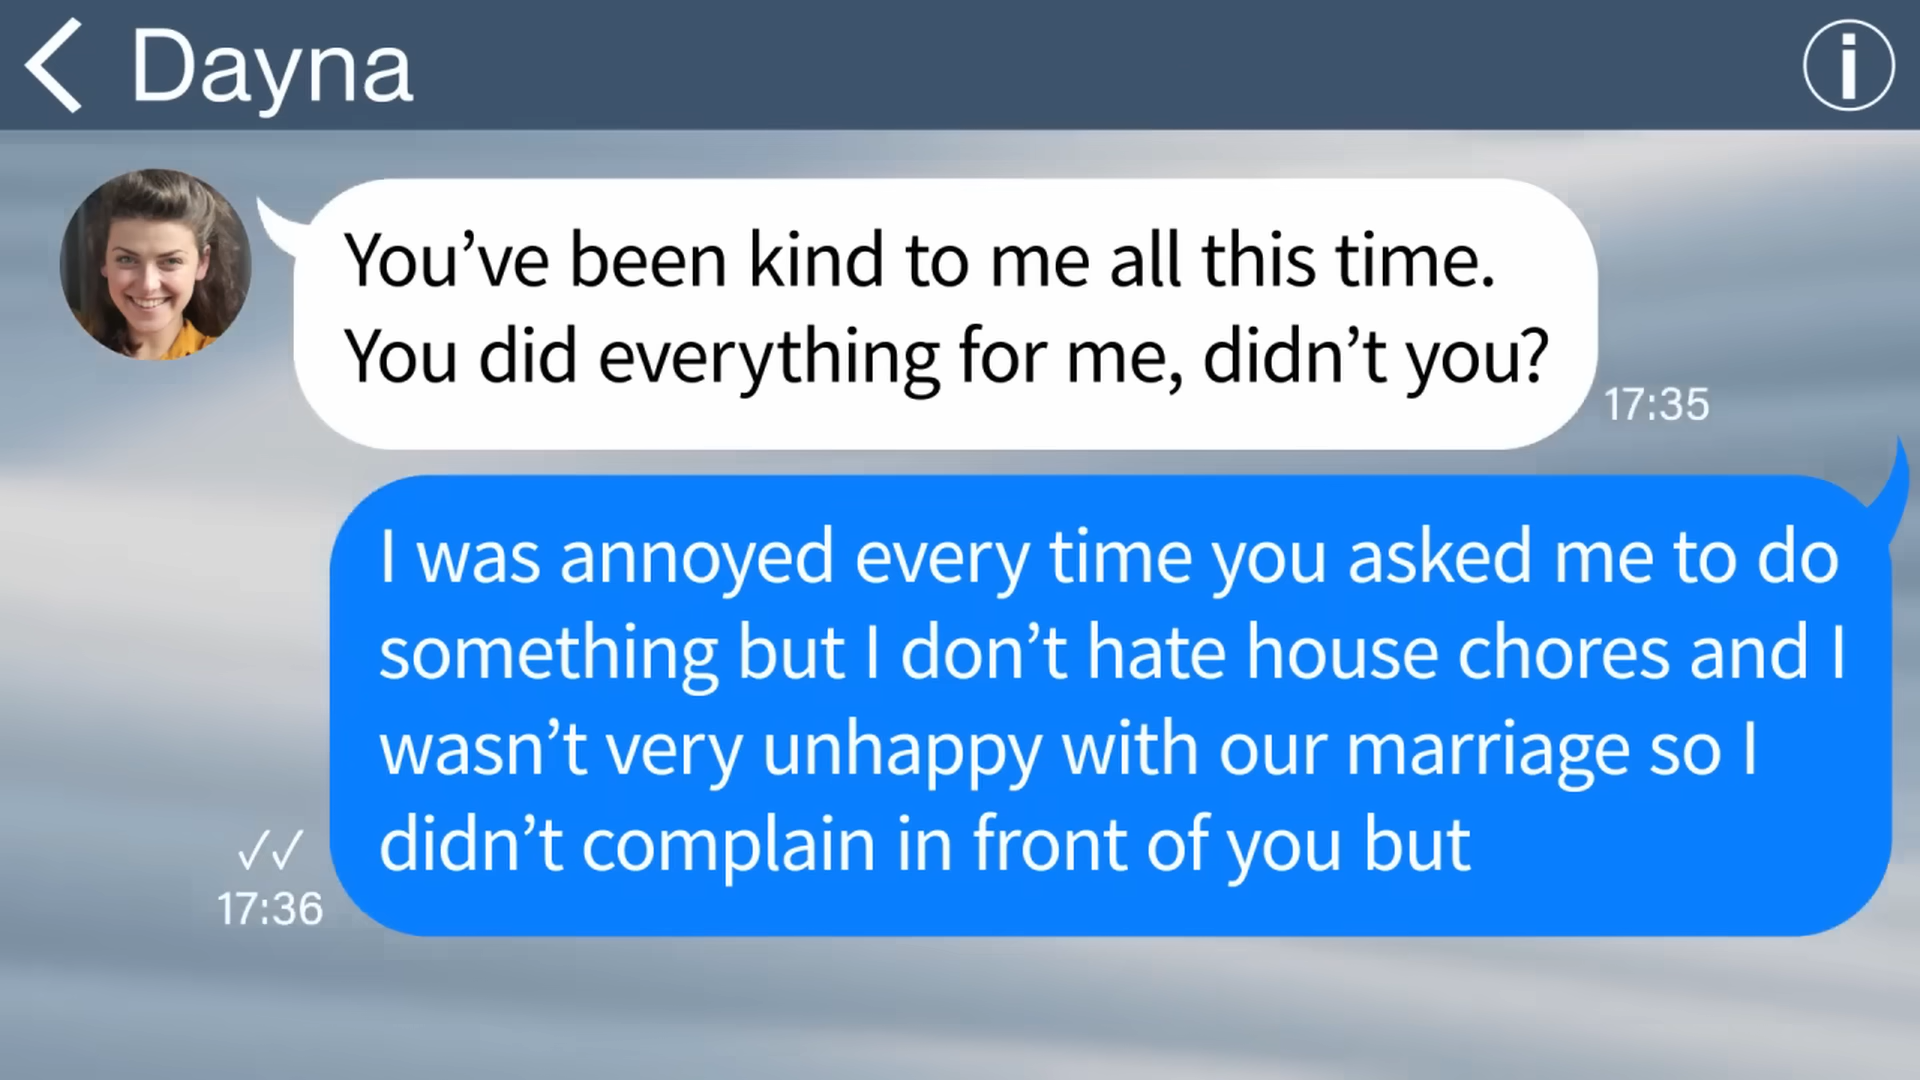 Dayna
You’ve been kind to me all this time.
You did everything for me, didn’t you?
17:35
I was annoyed every time you asked me to do
something but I don’t hate house chores and I
wasn’t very unhappy with our marriage so I
didn’t complain in front of you but
17:36